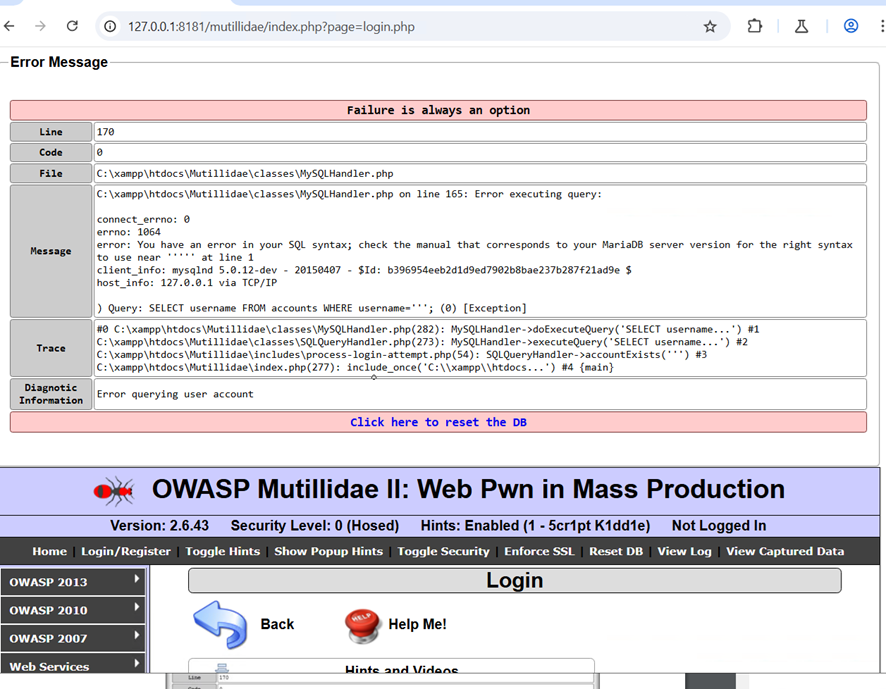 127.0.0.1:8181/mutillidae/index.php?page=login.php
Error Message
Failure is always an option
Line 170
Code 0
File C:\xampp\htdocs\Mutillidae\classes\MySQLHandler.php
Message
C:\xampp\htdocs\Mutillidae\classes\MySQLHandler.php on line 165: Error executing query:
connect_errno: 0
errno: 1064
error: You have an error in your SQL syntax; check the manual that corresponds to your MariaDB server version for the right syntax
to use near ''''' at line 1
client_info: mysqlnd 5.0.12-dev - 20150407 - $Id: b396954eeb2d1d9ed7902b8bae237b287f21ad9e $
host_info: 127.0.0.1 via TCP/IP
) Query: SELECT username FROM accounts WHERE username='''; (0) [Exception]
Trace
#0 C:\xampp\htdocs\Mutillidae\classes\MySQLHandler.php(282): MySQLHandler->doExecuteQuery('SELECT username...') #1
C:\xampp\htdocs\Mutillidae\classes\SQLQueryHandler.php(273): MySQLHandler->executeQuery('SELECT username...') #2
C:\xampp\htdocs\Mutillidae\includes\process-login-attempt.php(54): SQLQueryHandler->accountExists(''') #3
C:\xampp\htdocs\Mutillidae\index.php(277): include_once('C:\\xampp\\htdocs...') #4 {main}
Diagnostic
Information
Error querying user account
Click here to reset the DB
OWASP Mutillidae II: Web Pwn in Mass Production
Version: 2.6.43 Security Level: 0 (Hosed) Hints: Enabled (1 - 5cr1pt K1dd1e) Not Logged In
Home | Login/Register | Toggle Hints | Show Popup Hints | Toggle Security | Enforce SSL | Reset DB | View Log | View Captured Data
OWASP 2013
OWASP 2010
OWASP 2007
Web Services
Login
Back
HELP
Help Me!
Hints and Videos
Line 170